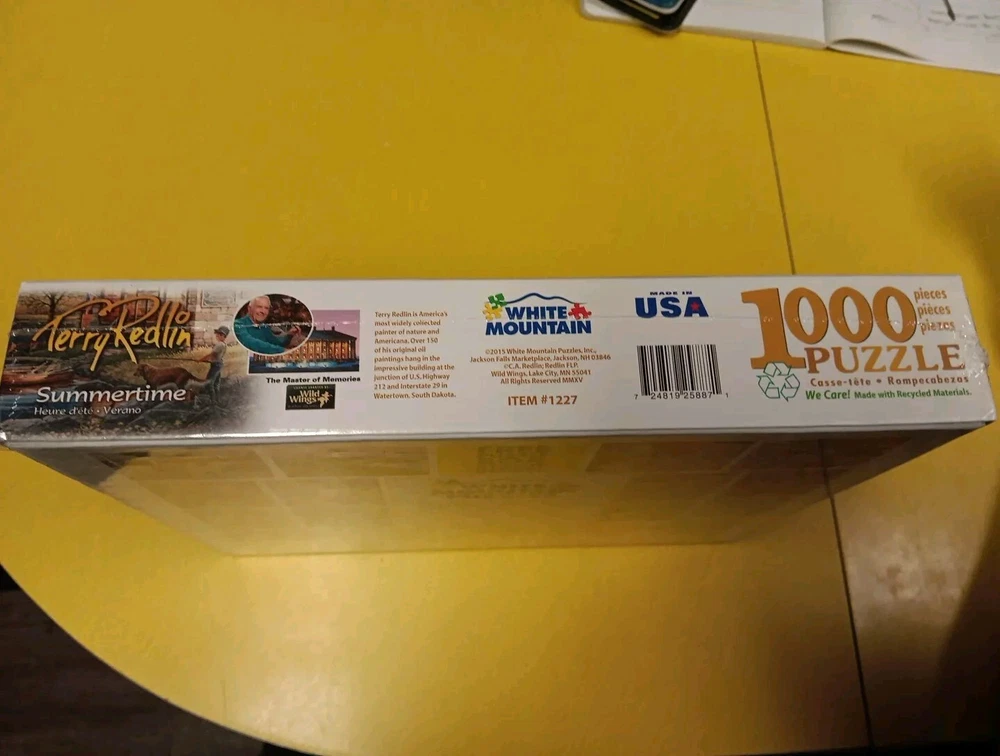 Terry Redlin
Summertime
Heure d'été • Verano
The Master of Memories
Wild
Wings
Terry Redlin is America's
most widely collected
painter of nature and
Americana. Over 150
of his original oil
paintings hang in the
impressive building at the
junction of U.S. Highway
212 and Interstate 29 in
Watertown, South Dakota.
WHITE
MOUNTAIN
©2015 White Mountain Puzzles, Inc.,
Jackson Falls Marketplace, Jackson, NH 03846
©C.A. Redlin; Redlin FLP.
Wild Wings, Lake City, MN 55041
All Rights Reserved MMXV
ITEM #1227
MADE IN
USA
7 24819 25887 1
1000
pieces
pièces
piezas
PUZZLE
Casse-tête • Rompecabezas
We Care! Made with Recycled Materials.